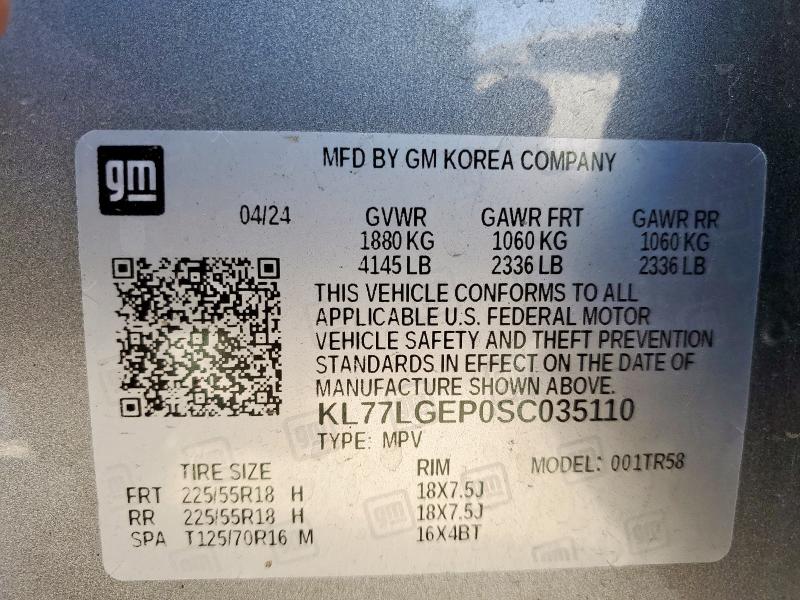 gm
MFD BY GM KOREA COMPANY
04/24 GVWR GAWR FRT GAWR RR
1880 KG 1060 KG 1060 KG
4145 LB 2336 LB 2336 LB
THIS VEHICLE CONFORMS TO ALL
APPLICABLE U.S. FEDERAL MOTOR
VEHICLE SAFETY AND THEFT PREVENTION
STANDARDS IN EFFECT ON THE DATE OF
MANUFACTURE SHOWN ABOVE.
KL77LGEP0SC035110
TYPE: MPV
TIRE SIZE RIM MODEL: 001TR58
FRT 225/55R18 H 18X7.5J
RR 225/55R18 H 18X7.5J
SPA T125/70R16 M 16X4BT